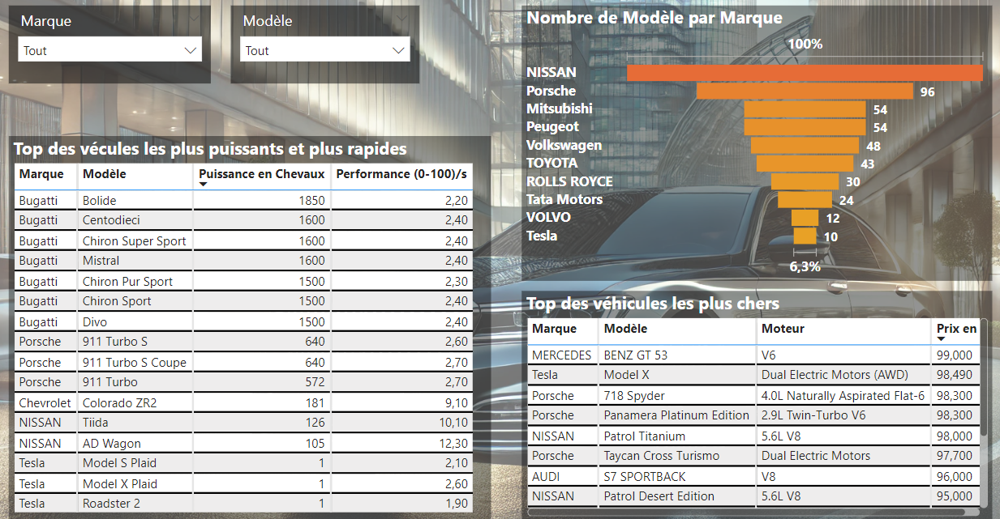 Marque
Tout
Modèle
Tout
Top des vécules les plus puissants et plus rapides
Marque Modèle Puissance en Chevaux Performance (0-100)/s
Bugatti Bolide 1850 2,20
Bugatti Centodieci 1600 2,40
Bugatti Chiron Super Sport 1600 2,40
Bugatti Mistral 1600 2,40
Bugatti Chiron Pur Sport 1500 2,30
Bugatti Chiron Sport 1500 2,40
Bugatti Divo 1500 2,40
Porsche 911 Turbo S 640 2,60
Porsche 911 Turbo S Coupe 640 2,70
Porsche 911 Turbo 572 2,70
Chevrolet Colorado ZR2 181 9,10
NISSAN Tiida 126 10,10
NISSAN AD Wagon 105 12,30
Tesla Model S Plaid 1 2,10
Tesla Model X Plaid 1 2,60
Tesla Roadster 2 1 1,90
Nombre de Modèle par Marque
100%
NISSAN
Porsche 96
Mitsubishi 54
Peugeot 54
Volkswagen 48
TOYOTA 43
ROLLS ROYCE 30
Tata Motors 24
VOLVO 12
Tesla 10
6,3%
Top des véhicules les plus chers
Marque Modèle Moteur Prix en
MERCEDES BENZ GT 53 V6 99,000
Tesla Model X Dual Electric Motors (AWD) 98,490
Porsche 718 Spyder 4.0L Naturally Aspirated Flat-6 98,300
Porsche Panamera Platinum Edition 2.9L Twin-Turbo V6 98,300
NISSAN Patrol Titanium 5.6L V8 98,000
Porsche Taycan Cross Turismo Dual Electric Motors 97,700
AUDI S7 SPORTBACK V8 96,000
NISSAN Patrol Desert Edition 5.6L V8 95,000